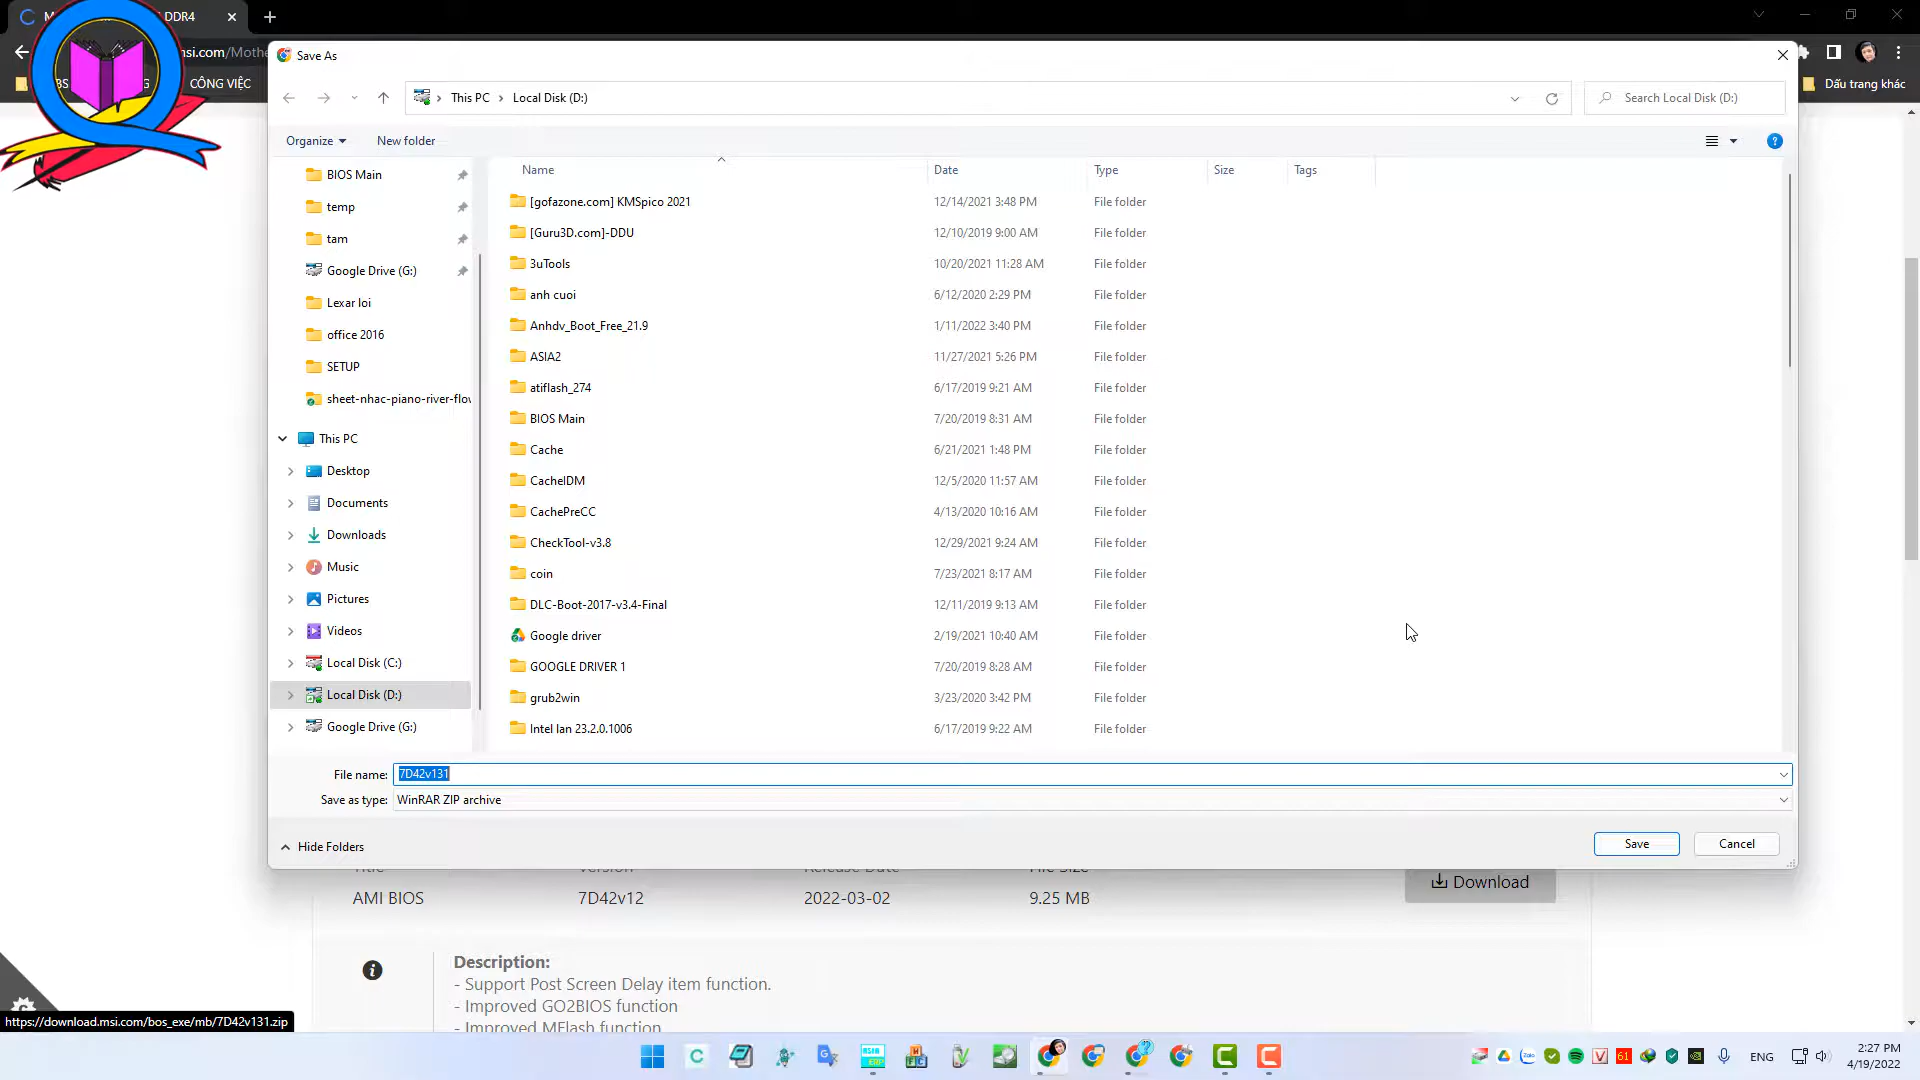 DDR4
msi.com/Mothe
CÔNG VIỆC
Dấu trang khác
Save As
This PC > Local Disk (D:)
Search Local Disk (D:)
Organize
New folder
Name
Date
Type
Size
Tags
BIOS Main
temp
tam
Google Drive (G:)
Lexar loi
office 2016
SETUP
sheet-nhac-piano-river-flow
This PC
Desktop
Documents
Downloads
Music
Pictures
Videos
Local Disk (C:)
Local Disk (D:)
Google Drive (G:)
[gofazone.com] KMSpico 2021 12/14/2021 3:48 PM File folder
[Guru3D.com]-DDU 12/10/2019 9:00 AM File folder
3uTools 10/20/2021 11:28 AM File folder
anh cuoi 6/12/2020 2:29 PM File folder
Anhdv_Boot_Free_21.9 1/11/2022 3:40 PM File folder
ASIA2 11/27/2021 5:26 PM File folder
atiflash_274 6/17/2019 9:21 AM File folder
BIOS Main 7/20/2019 8:31 AM File folder
Cache 6/21/2021 1:48 PM File folder
CacheIDM 12/5/2020 11:57 AM File folder
CachePreCC 4/13/2020 10:16 AM File folder
CheckTool-v3.8 12/29/2021 9:24 AM File folder
coin 7/23/2021 8:17 AM File folder
DLC-Boot-2017-v3.4-Final 12/11/2019 9:13 AM File folder
Google driver 2/19/2021 10:40 AM File folder
GOOGLE DRIVER 1 7/20/2019 8:28 AM File folder
grub2win 3/23/2020 3:42 PM File folder
Intel lan 23.2.0.1006 6/17/2019 9:22 AM File folder
File name: 7D42v131
Save as type: WinRAR ZIP archive
Hide Folders
Save
Cancel
Title Version Release Date File Size
AMI BIOS 7D42v12 2022-03-02 9.25 MB
Download
Description:
- Support Post Screen Delay item function.
- Improved GO2BIOS function
- Improved MFlash function
https://download.msi.com/bos_exe/mb/7D42v131.zip
61
ENG
2:27 PM
4/19/2022